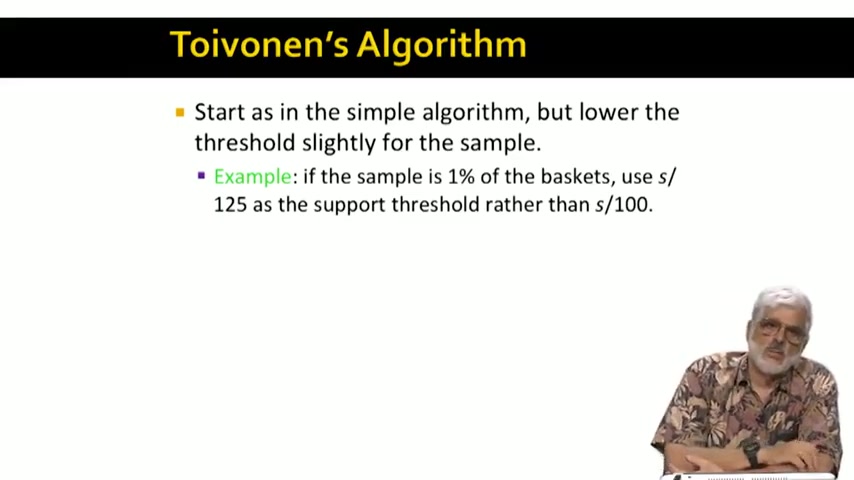 Toivonen's Algorithm
Start as in the simple algorithm, but lower the
threshold slightly for the sample.
Example: if the sample is 1% of the baskets, use s/
125 as the support threshold rather than s/100.